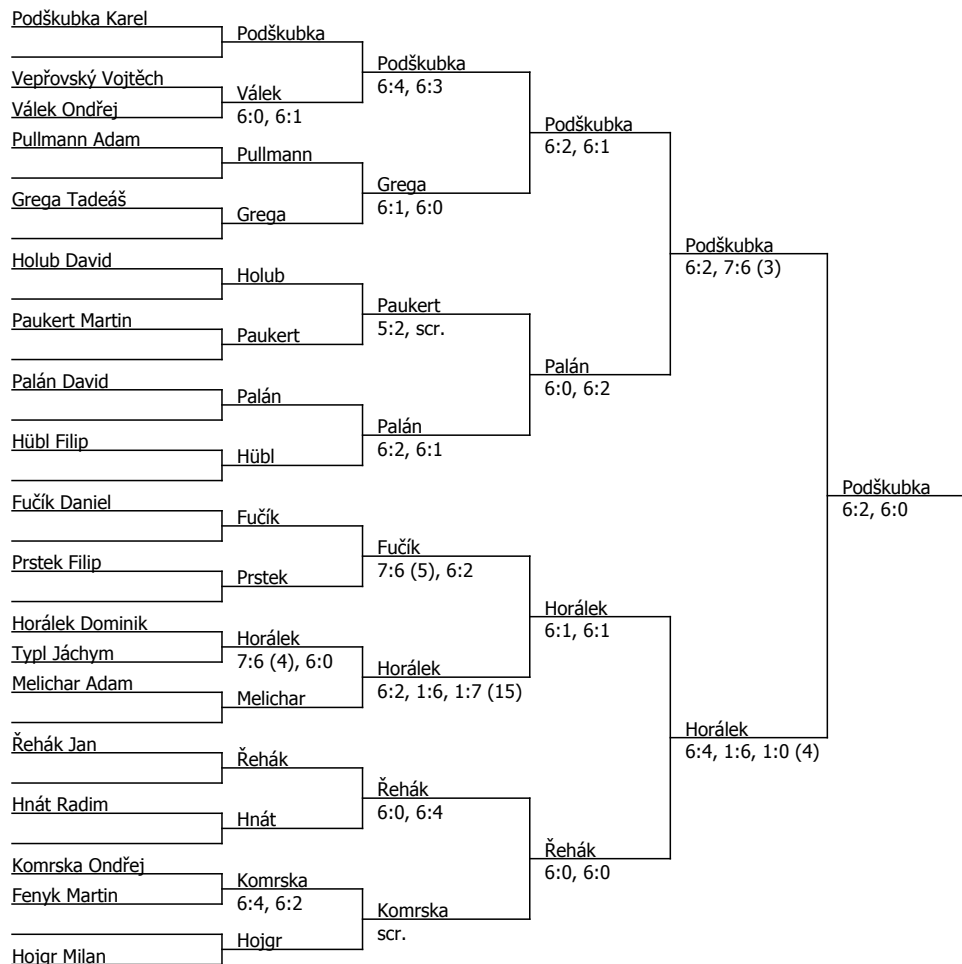 Podškubka Karel
Podškubka
Podškubka
6:4, 6:3
Vepřovský Vojtěch
Válek
6:0, 6:1
Válek Ondřej
Podškubka
6:2, 6:1
Pullmann Adam
Pullmann
Grega
6:1, 6:0
Grega Tadeáš
Grega
Podškubka
6:2, 7:6 (3)
Holub David
Holub
Paukert
5:2, scr.
Paukert Martin
Paukert
Palán
6:0, 6:2
Palán David
Palán
Palán
6:2, 6:1
Hübl Filip
Hübl
Podškubka
6:2, 6:0
Fučík Daniel
Fučík
Fučík
7:6 (5), 6:2
Prstek Filip
Prstek
Horálek
6:1, 6:1
Horálek Dominik
Horálek
7:6 (4), 6:0
Typl Jáchym
Horálek
6:2, 1:6, 1:7 (15)
Melichar Adam
Melichar
Horálek
6:4, 1:6, 1:0 (4)
Řehák Jan
Řehák
Řehák
6:0, 6:4
Hnát Radim
Hnát
Řehák
6:0, 6:0
Komrska Ondřej
Komrska
6:4, 6:2
Fenyk Martin
Komrska
scr.
Hojgr
Hojgr Milan